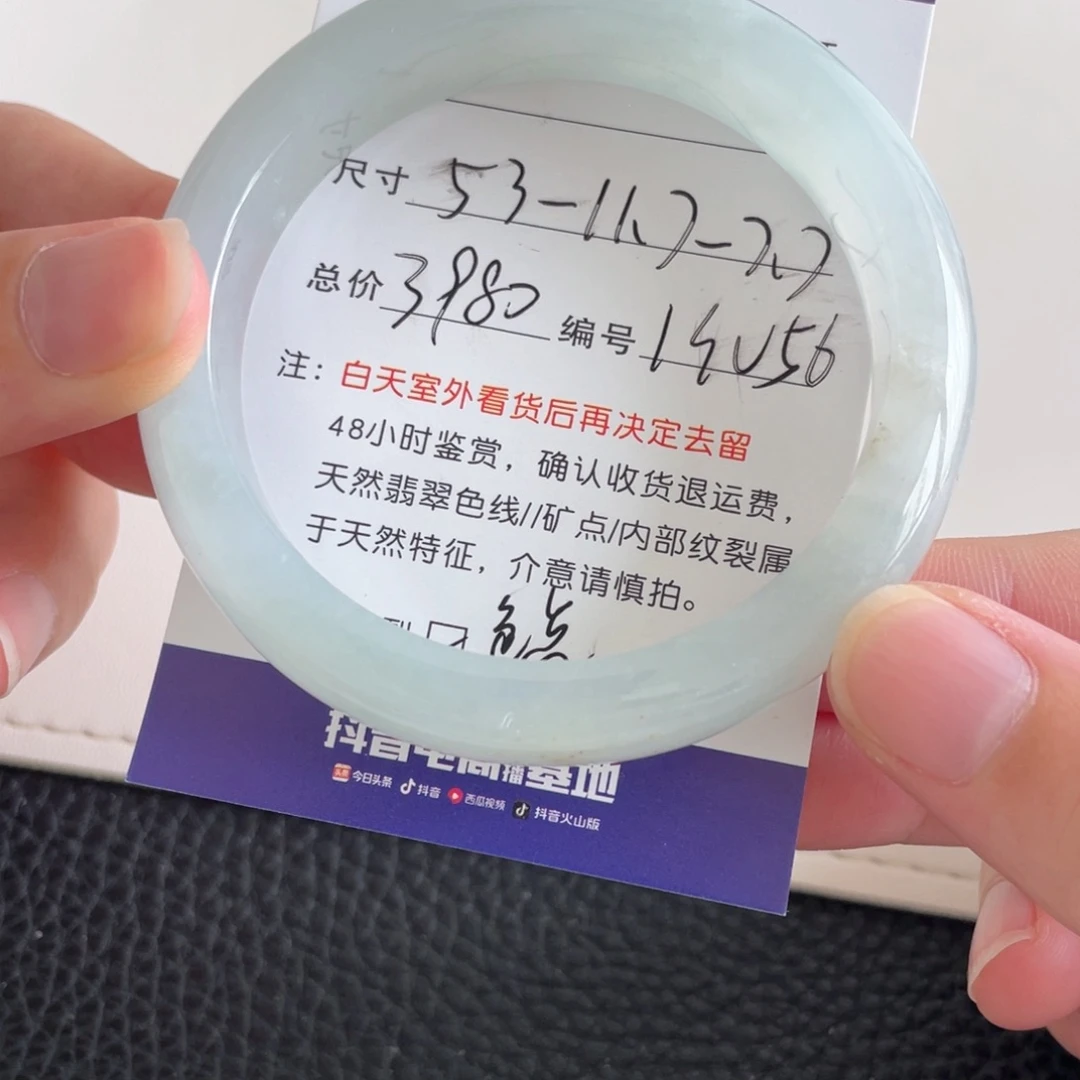 尺寸 53-11.7-7.7
总价 3980 编号 14056
注：白天室外看货后再决定去留
48小时鉴赏，确认收货退运费，
天然翡翠色线//矿点/内部纹裂属
于天然特征，介意请慎拍。
抖音电商直播基地
头条 今日头条 抖音 西瓜视频 抖音火山版